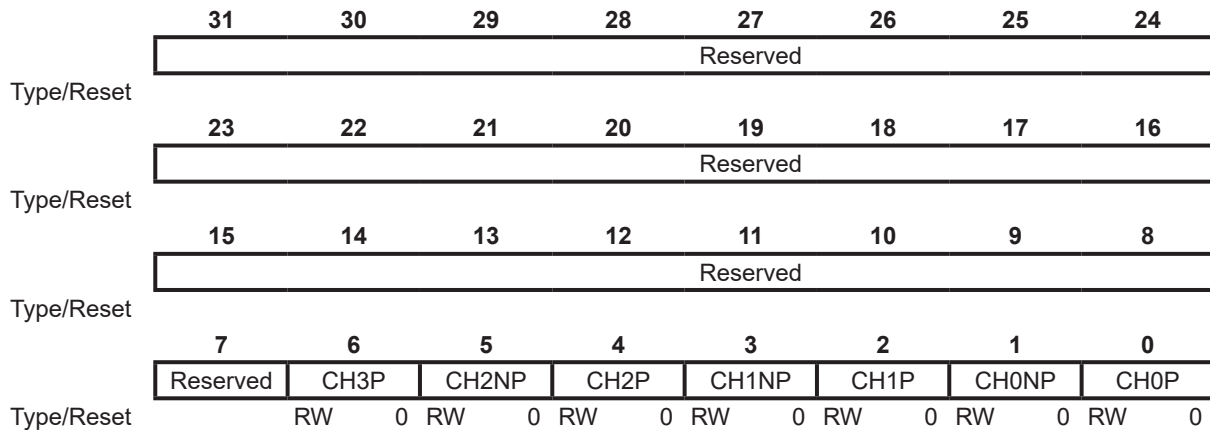 31 30 29 28 27 26 25 24
Reserved
Type/Reset
23 22 21 20 19 18 17 16
Reserved
Type/Reset
15 14 13 12 11 10 9 8
Reserved
Type/Reset
7 6 5 4 3 2 1 0
Reserved CH3P CH2NP CH2P CH1NP CH1P CH0NP CH0P
Type/Reset RW 0 RW 0 RW 0 RW 0 RW 0 RW 0 RW 0